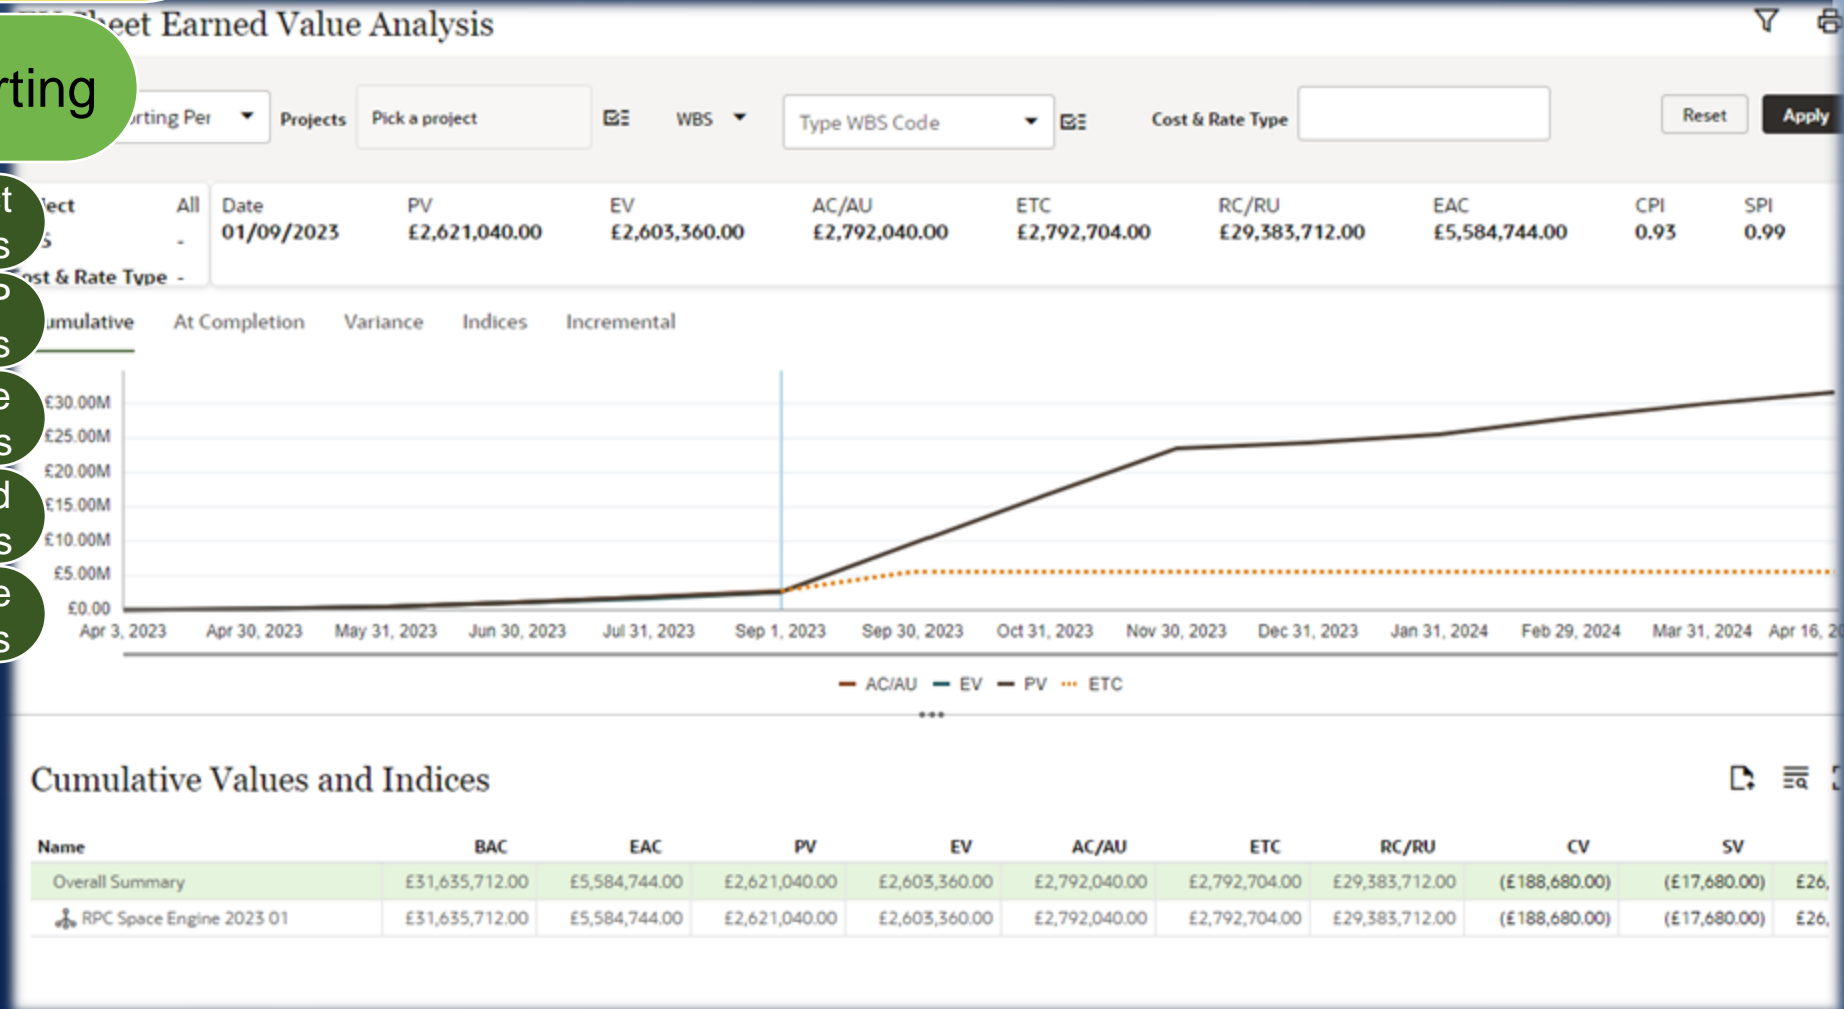 Sheet Earned Value Analysis
rting
orting Per Projects Pick a project WBS Type WBS Code Cost & Rate Type Reset Apply
ject All
-
Cost & Rate Type -
Date PV EV AC/AU ETC RC/RU EAC CPI SPI
01/09/2023 £2,621,040.00 £2,603,360.00 £2,792,040.00 £2,792,704.00 £29,383,712.00 £5,584,744.00 0.93 0.99
t
s
s
e
s
d
s
e
s
umulative At Completion Variance Indices Incremental
£30.00M
£25.00M
£20.00M
£15.00M
£10.00M
£5.00M
£0.00
Apr 3, 2023 Apr 30, 2023 May 31, 2023 Jun 30, 2023 Jul 31, 2023 Sep 1, 2023 Sep 30, 2023 Oct 31, 2023 Nov 30, 2023 Dec 31, 2023 Jan 31, 2024 Feb 29, 2024 Mar 31, 2024 Apr 16, 20
AC/AU EV PV ETC
Cumulative Values and Indices
Name BAC EAC PV EV AC/AU ETC RC/RU CV SV
Overall Summary £31,635,712.00 £5,584,744.00 £2,621,040.00 £2,603,360.00 £2,792,040.00 £2,792,704.00 £29,383,712.00 (£188,680.00) (£17,680.00) £26,
RPC Space Engine 2023 01 £31,635,712.00 £5,584,744.00 £2,621,040.00 £2,603,360.00 £2,792,040.00 £2,792,704.00 £29,383,712.00 (£188,680.00) (£17,680.00) £26,